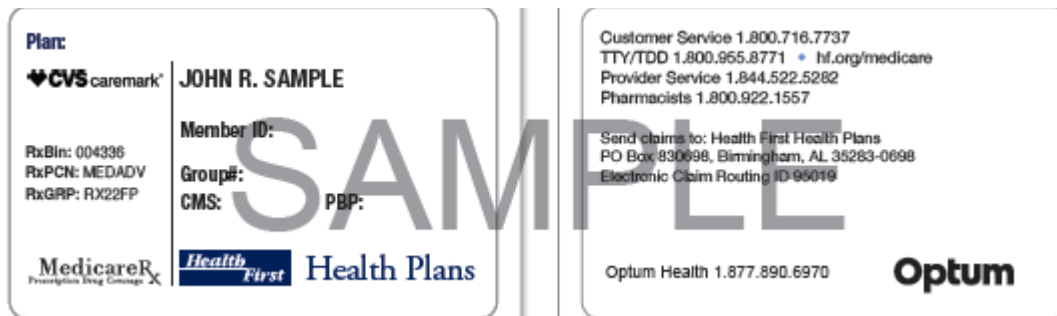 Plan:
CVS caremark®
JOHN R. SAMPLE
Member ID:
RxBin: 004336
RxPCN: MEDADV
RxGRP: RX22FP
Group#:
CMS: PBP:
MedicareRx
Prescription Drug Coverage
Health First Health Plans
Customer Service 1.800.716.7737
TTY/TDD 1.800.955.8771 • hf.org/medicare
Provider Service 1.844.522.5282
Pharmacists 1.800.922.1557
Send claims to: Health First Health Plans
PO Box 830698, Birmingham, AL 35283-0698
Electronic Claim Routing ID 95019
Optum Health 1.877.890.6970
Optum
SAMPLE